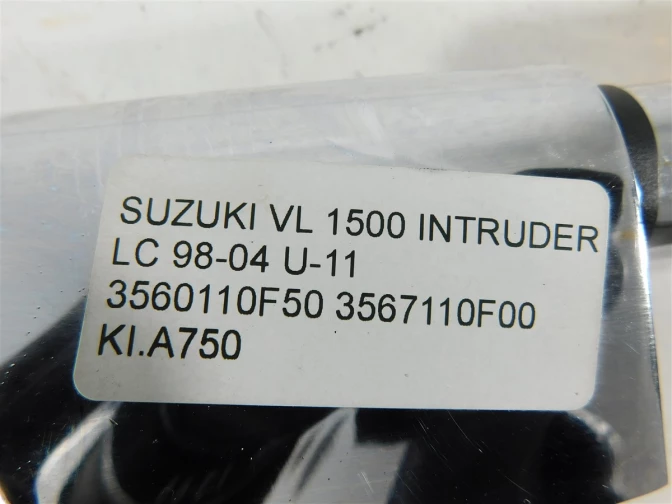 SUZUKI VL 1500 INTRUDER
LC 98-04 U-11
3560110F50 3567110F00
KI.A750